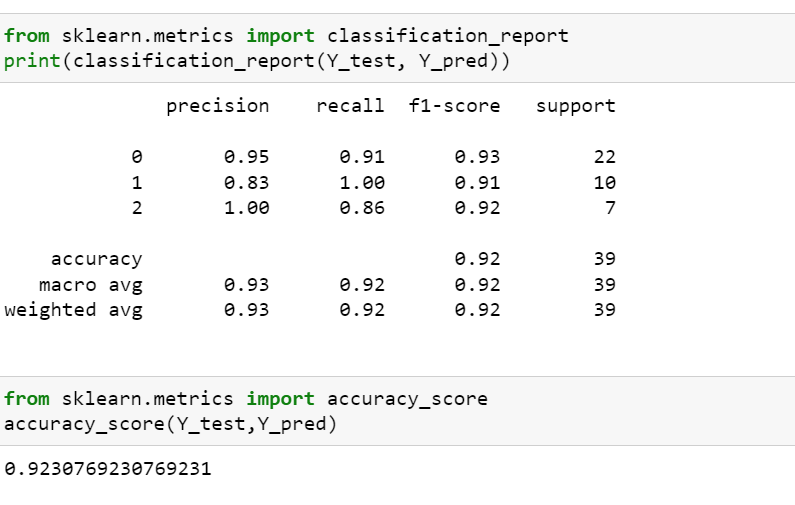 from sklearn.metrics import classification_report
print(classification_report(Y_test, Y_pred))
precision recall f1-score support
0 0.95 0.91 0.93 22
1 0.83 1.00 0.91 10
2 1.00 0.86 0.92 7
accuracy 0.92 39
macro avg 0.93 0.92 0.92 39
weighted avg 0.93 0.92 0.92 39
from sklearn.metrics import accuracy_score
accuracy_score(Y_test,Y_pred)
0.9230769230769231